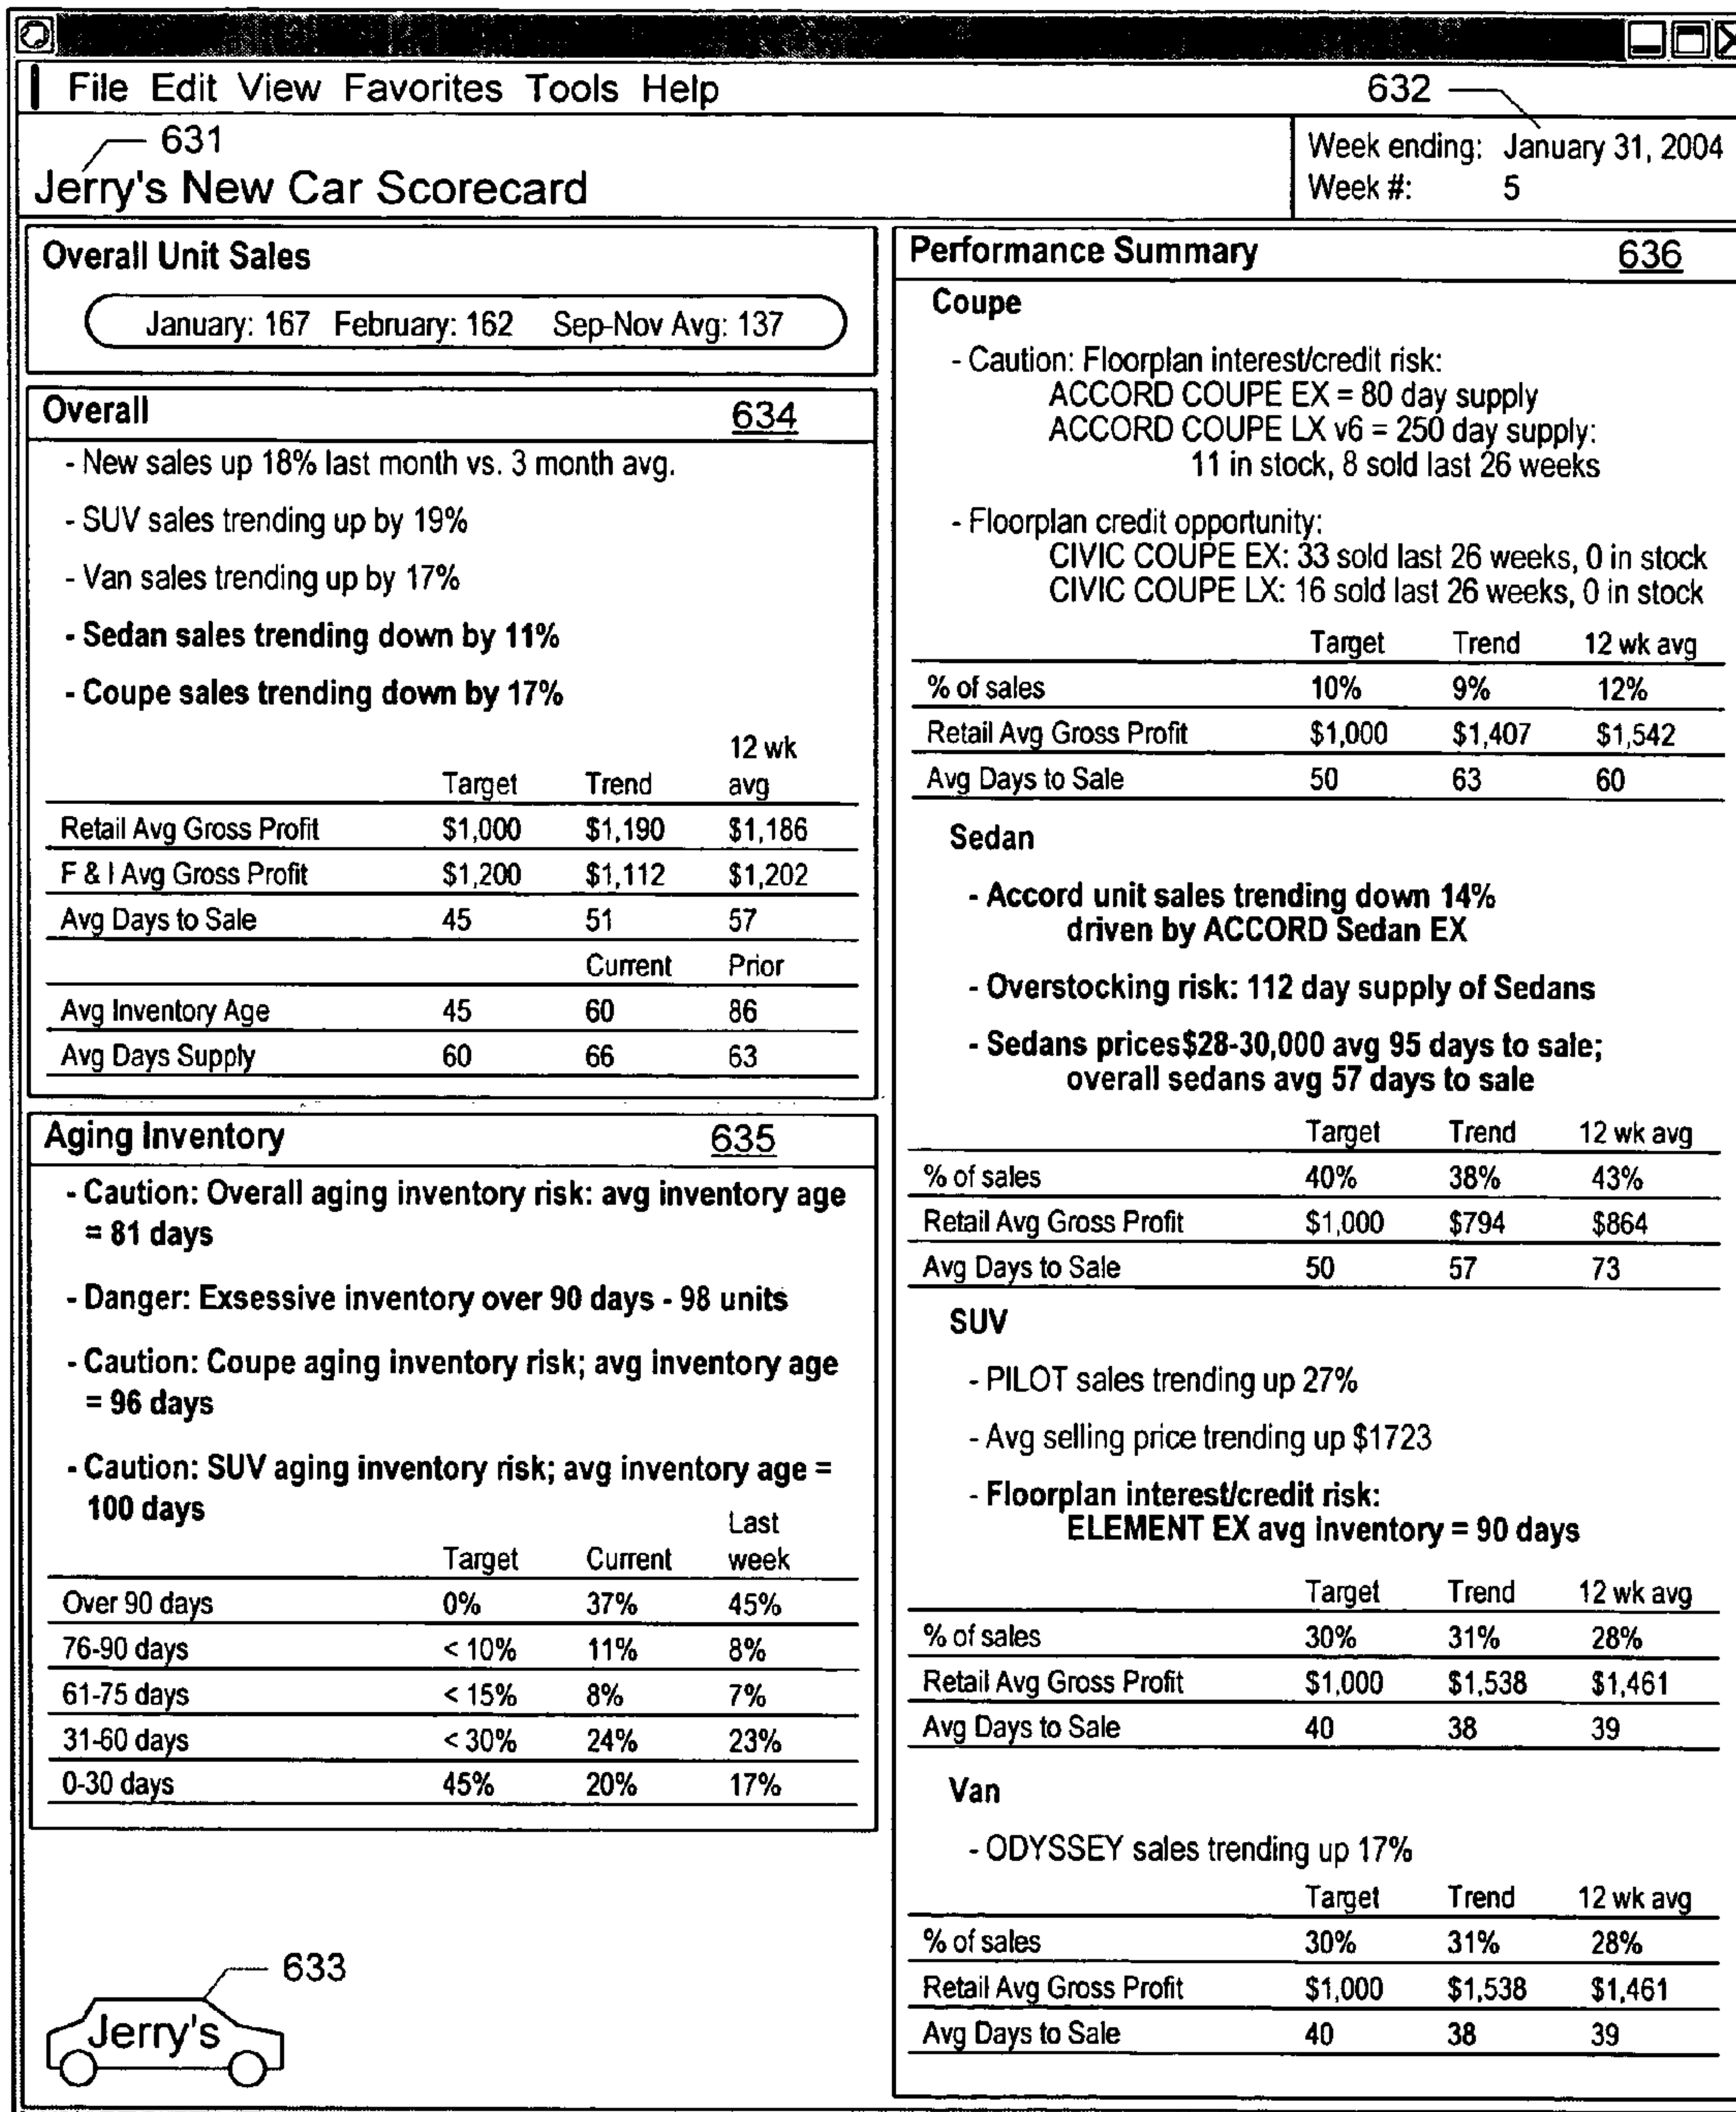 File Edit View Favorites Tools Help
632
631
Jerry's New Car Scorecard
Week ending: January 31, 2004
Week #: 5
Overall Unit Sales
January: 167 February: 162 Sep-Nov Avg: 137
Overall 634
- New sales up 18% last month vs. 3 month avg.
- SUV sales trending up by 19%
- Van sales trending up by 17%
- Sedan sales trending down by 11%
- Coupe sales trending down by 17%
12 wk
Target Trend avg
Retail Avg Gross Profit $1,000 $1,190 $1,186
F & I Avg Gross Profit $1,200 $1,112 $1,202
Avg Days to Sale 45 51 57
Current Prior
Avg Inventory Age 45 60 86
Avg Days Supply 60 66 63
Aging Inventory 635
- Caution: Overall aging inventory risk: avg inventory age
= 81 days
- Danger: Exsessive inventory over 90 days - 98 units
- Caution: Coupe aging inventory risk; avg inventory age
= 96 days
- Caution: SUV aging inventory risk; avg inventory age =
100 days
Last
Target Current week
Over 90 days 0% 37% 45%
76-90 days < 10% 11% 8%
61-75 days < 15% 8% 7%
31-60 days < 30% 24% 23%
0-30 days 45% 20% 17%
633
Jerry's
Performance Summary 636
Coupe
- Caution: Floorplan interest/credit risk:
ACCORD COUPE EX = 80 day supply
ACCORD COUPE LX v6 = 250 day supply:
11 in stock, 8 sold last 26 weeks
- Floorplan credit opportunity:
CIVIC COUPE EX: 33 sold last 26 weeks, 0 in stock
CIVIC COUPE LX: 16 sold last 26 weeks, 0 in stock
Target Trend 12 wk avg
% of sales 10% 9% 12%
Retail Avg Gross Profit $1,000 $1,407 $1,542
Avg Days to Sale 50 63 60
Sedan
- Accord unit sales trending down 14%
driven by ACCORD Sedan EX
- Overstocking risk: 112 day supply of Sedans
- Sedans prices$28-30,000 avg 95 days to sale;
overall sedans avg 57 days to sale
Target Trend 12 wk avg
% of sales 40% 38% 43%
Retail Avg Gross Profit $1,000 $794 $864
Avg Days to Sale 50 57 73
SUV
- PILOT sales trending up 27%
- Avg selling price trending up $1723
- Floorplan interest/credit risk:
ELEMENT EX avg inventory = 90 days
Target Trend 12 wk avg
% of sales 30% 31% 28%
Retail Avg Gross Profit $1,000 $1,538 $1,461
Avg Days to Sale 40 38 39
Van
- ODYSSEY sales trending up 17%
Target Trend 12 wk avg
% of sales 30% 31% 28%
Retail Avg Gross Profit $1,000 $1,538 $1,461
Avg Days to Sale 40 38 39